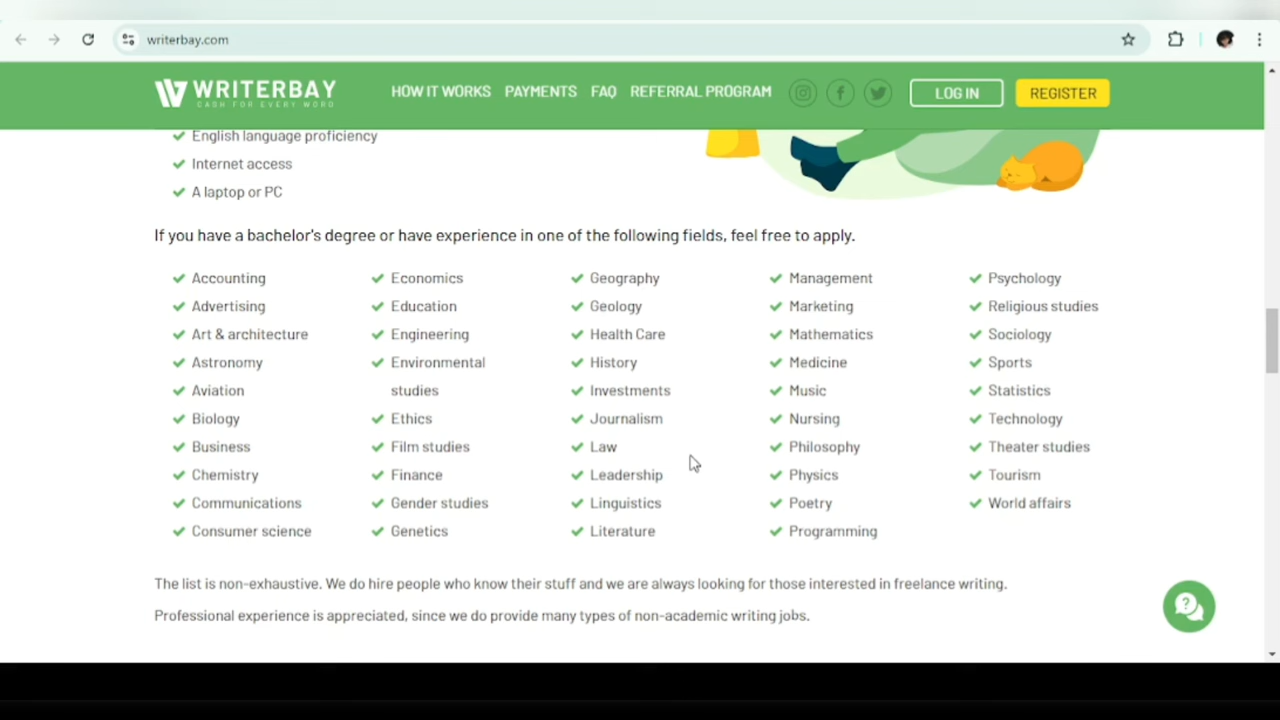 writerbay.com
WRITERBAY
CASH FOR EVERY WORD
HOW IT WORKS
PAYMENTS
FAQ
REFERRAL PROGRAM
LOG IN
REGISTER
English language proficiency
Internet access
A laptop or PC
If you have a bachelor's degree or have experience in one of the following fields, feel free to apply.
Accounting
Advertising
Art & architecture
Astronomy
Aviation
Biology
Business
Chemistry
Communications
Consumer science
Economics
Education
Engineering
Environmental
studies
Ethics
Film studies
Finance
Gender studies
Genetics
Geography
Geology
Health Care
History
Investments
Journalism
Law
Leadership
Linguistics
Literature
Management
Marketing
Mathematics
Medicine
Music
Nursing
Philosophy
Physics
Poetry
Programming
Psychology
Religious studies
Sociology
Sports
Statistics
Technology
Theater studies
Tourism
World affairs
The list is non-exhaustive. We do hire people who know their stuff and we are always looking for those interested in freelance writing.
Professional experience is appreciated, since we do provide many types of non-academic writing jobs.